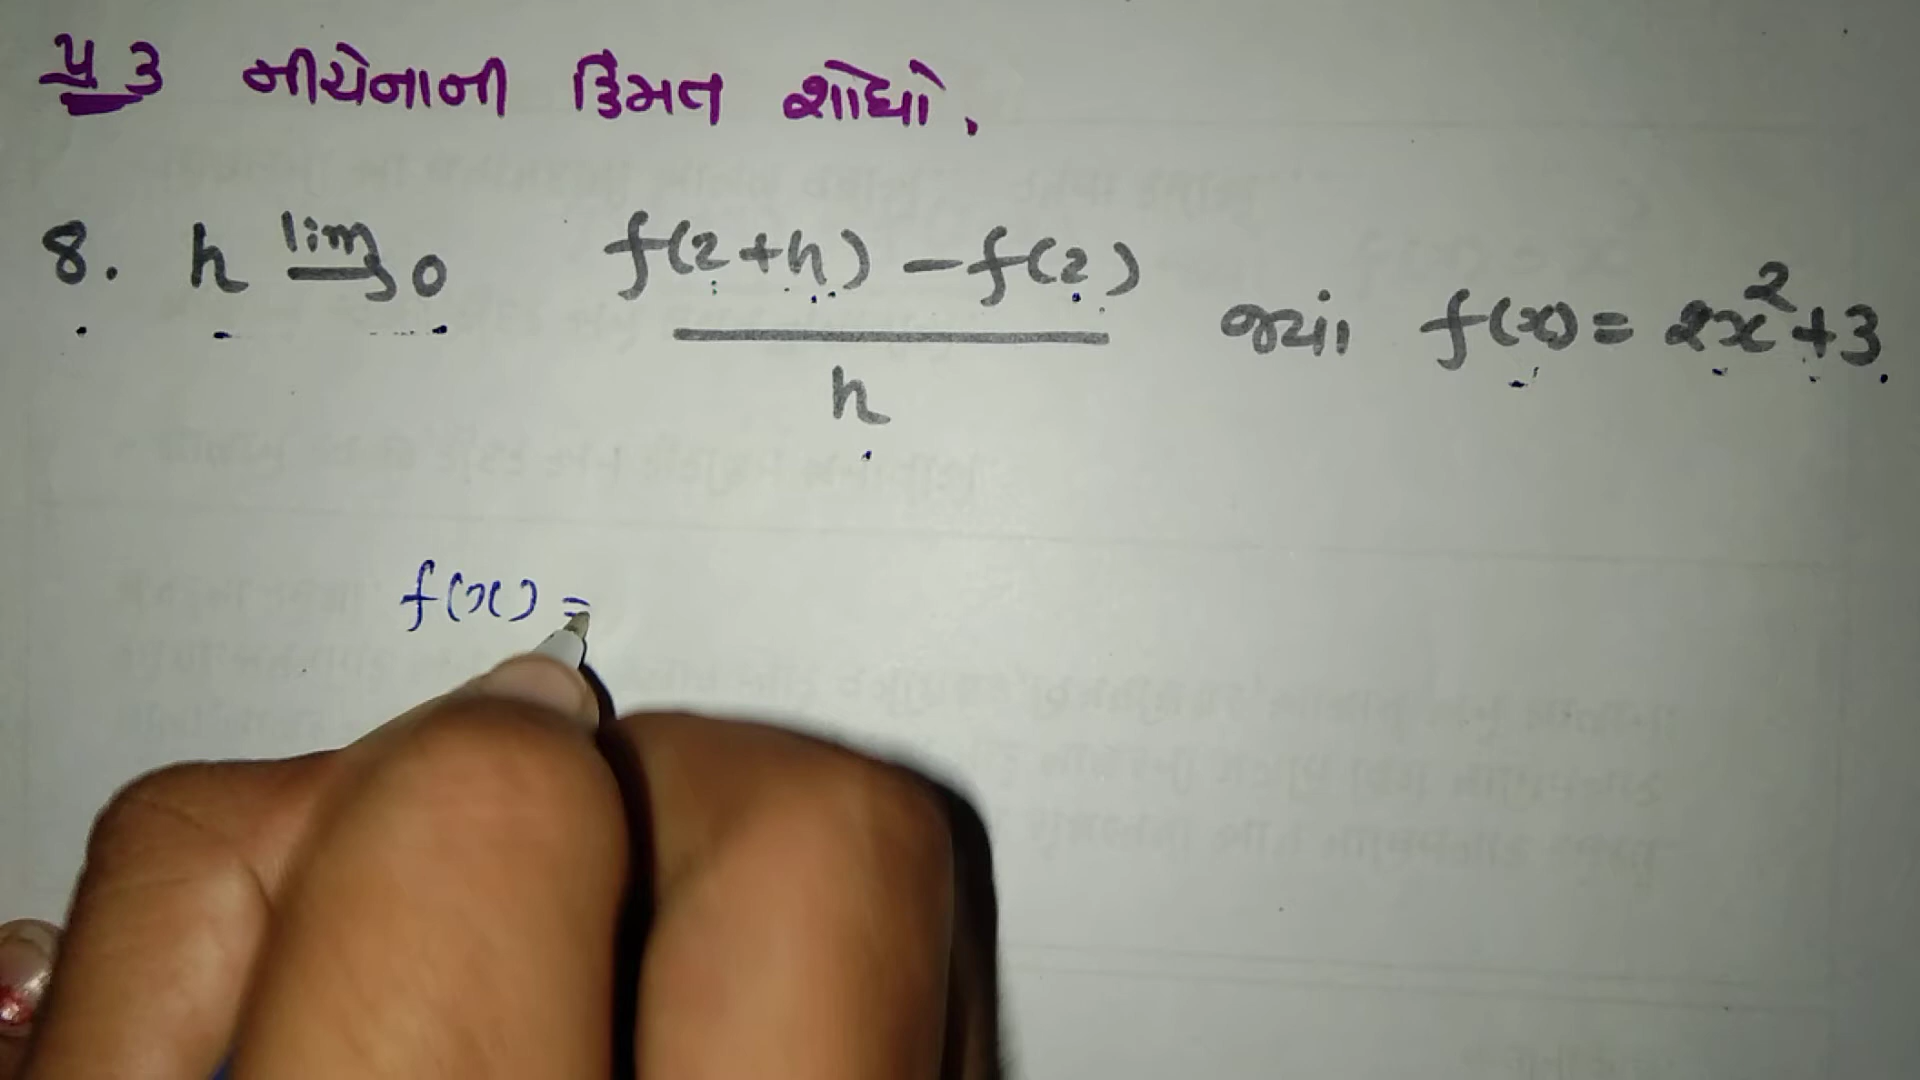 પ્ર 3 નીચેનાની કિંમત શોધો.
8. h lim→0 f(2+h) - f(2) / h જ્યાં f(x) = 2x²+3
f(x) =